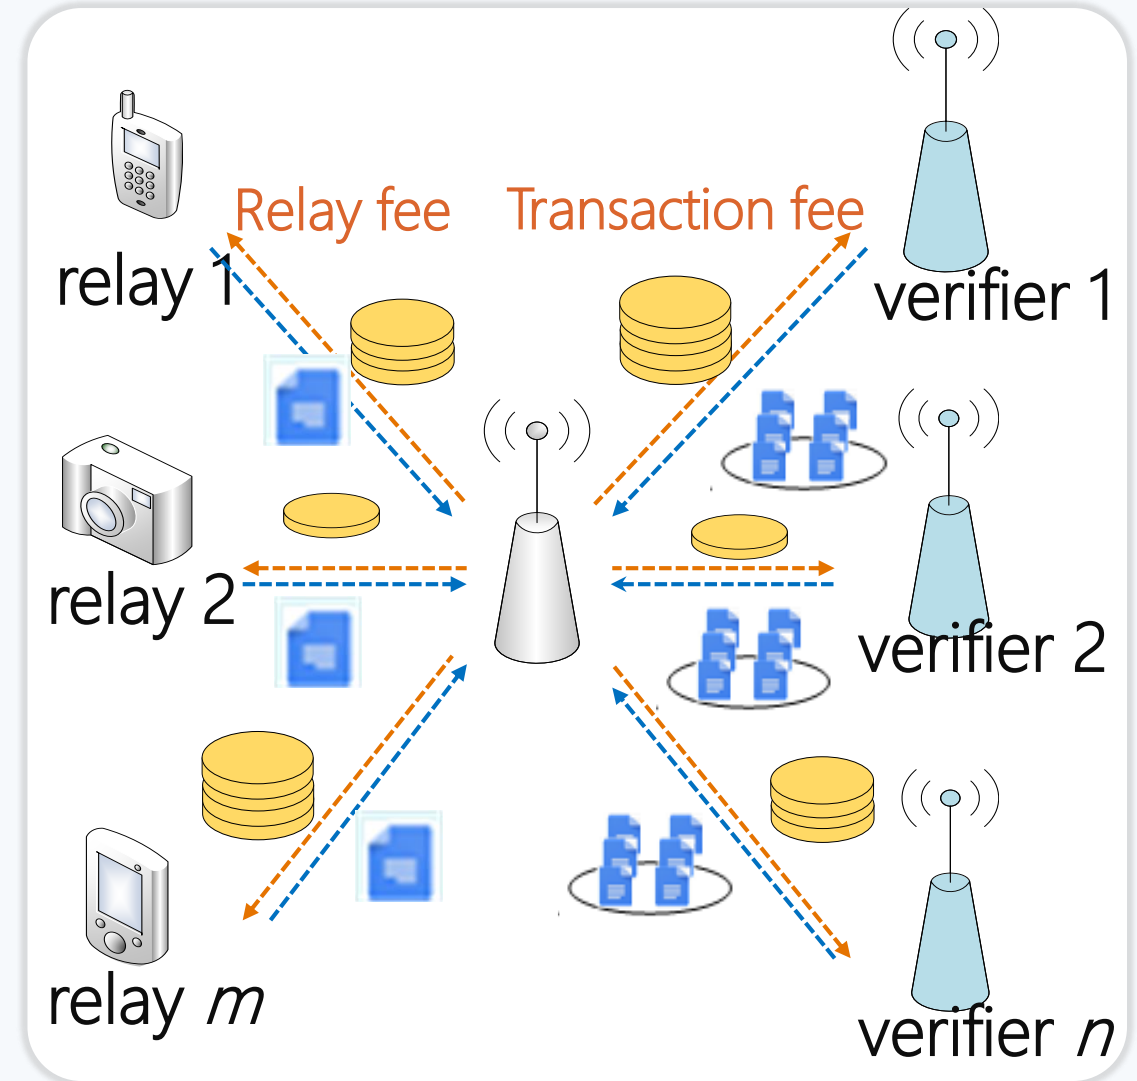 Relay fee
Transaction fee
relay 1
verifier 1
relay 2
verifier 2
relay m
verifier n